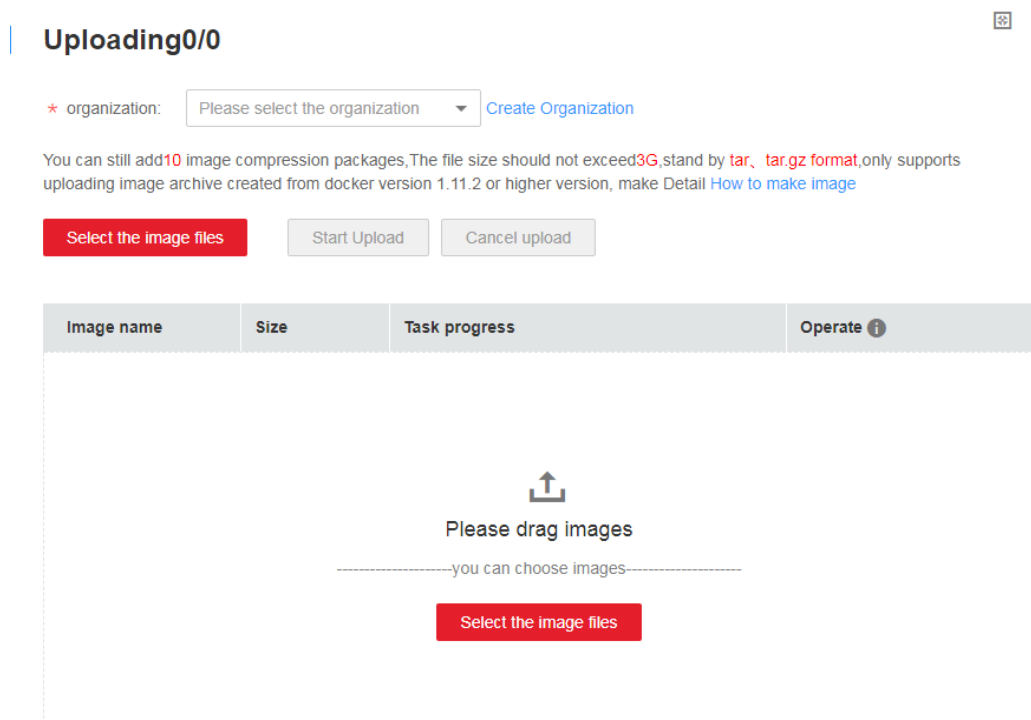 Uploading0/0
* organization: Please select the organization Create Organization
You can still add10 image compression packages,The file size should not exceed3G,stand by tar、tar.gz format,only supports
uploading image archive created from docker version 1.11.2 or higher version, make Detail How to make image
Select the image files Start Upload Cancel upload
Image name Size Task progress Operate i
Please drag images
---------------------you can choose images---------------------
Select the image files